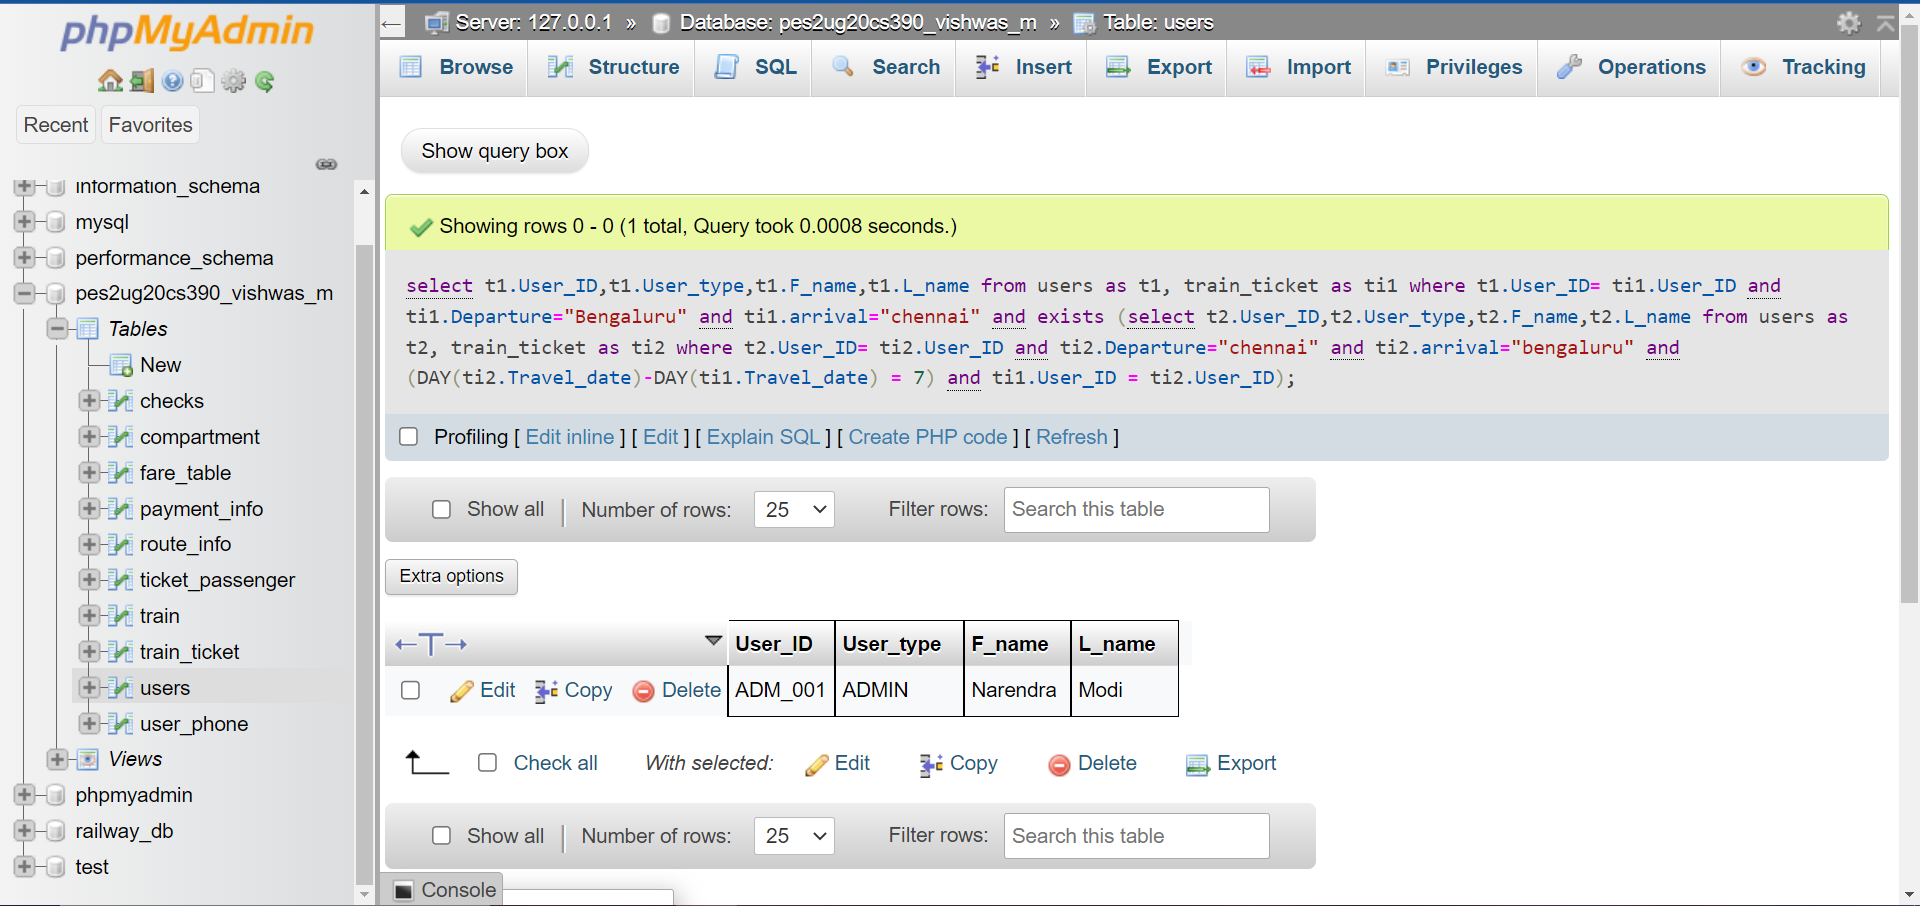 phpMyAdmin
Recent
Favorites
information_schema
mysql
performance_schema
pes2ug20cs390_vishwas_m
Tables
New
checks
compartment
fare_table
payment_info
route_info
ticket_passenger
train
train_ticket
users
user_phone
Views
phpmyadmin
railway_db
test
Server: 127.0.0.1 » Database: pes2ug20cs390_vishwas_m » Table: users
Browse Structure SQL Search Insert Export Import Privileges Operations Tracking
Show query box
Showing rows 0 - 0 (1 total, Query took 0.0008 seconds.)
select t1.User_ID,t1.User_type,t1.F_name,t1.L_name from users as t1, train_ticket as ti1 where t1.User_ID= ti1.User_ID and
ti1.Departure="Bengaluru" and ti1.arrival="chennai" and exists (select t2.User_ID,t2.User_type,t2.F_name,t2.L_name from users as
t2, train_ticket as ti2 where t2.User_ID= ti2.User_ID and ti2.Departure="chennai" and ti2.arrival="bengaluru" and
(DAY(ti2.Travel_date)-DAY(ti1.Travel_date) = 7) and ti1.User_ID = ti2.User_ID);
Profiling [ Edit inline ] [ Edit ] [ Explain SQL ] [ Create PHP code ] [ Refresh ]
Show all Number of rows: 25 Filter rows: Search this table
Extra options
User_ID User_type F_name L_name
Edit Copy Delete ADM_001 ADMIN Narendra Modi
Check all With selected: Edit Copy Delete Export
Show all Number of rows: 25 Filter rows: Search this table
Console